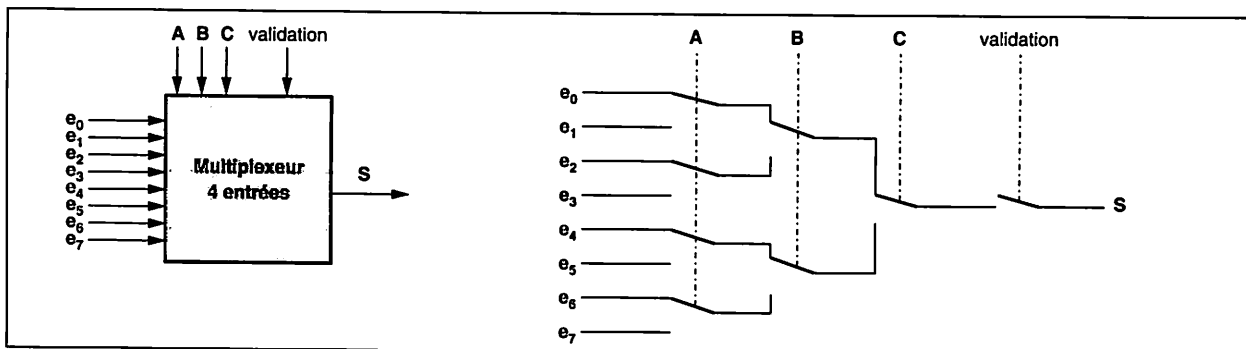 A B C validation
e0
e1
e2
e3
e4
e5
e6
e7
Multiplexeur
4 entrées
S
A B C validation
e0
e1
e2
e3
e4
e5
e6
e7
S